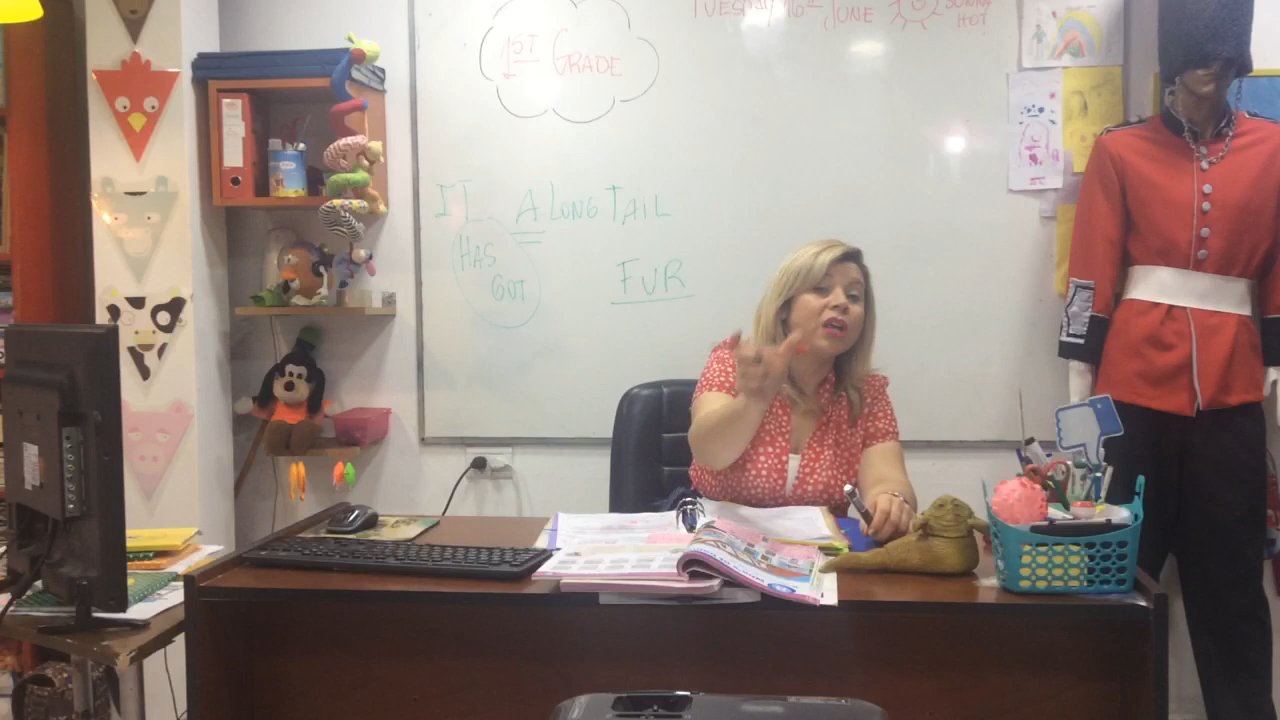 TUESDAY 16TH JUNE SUNNY
HOT
1ST GRADE
IT A LONG TAIL
HAS
GOT
FUR